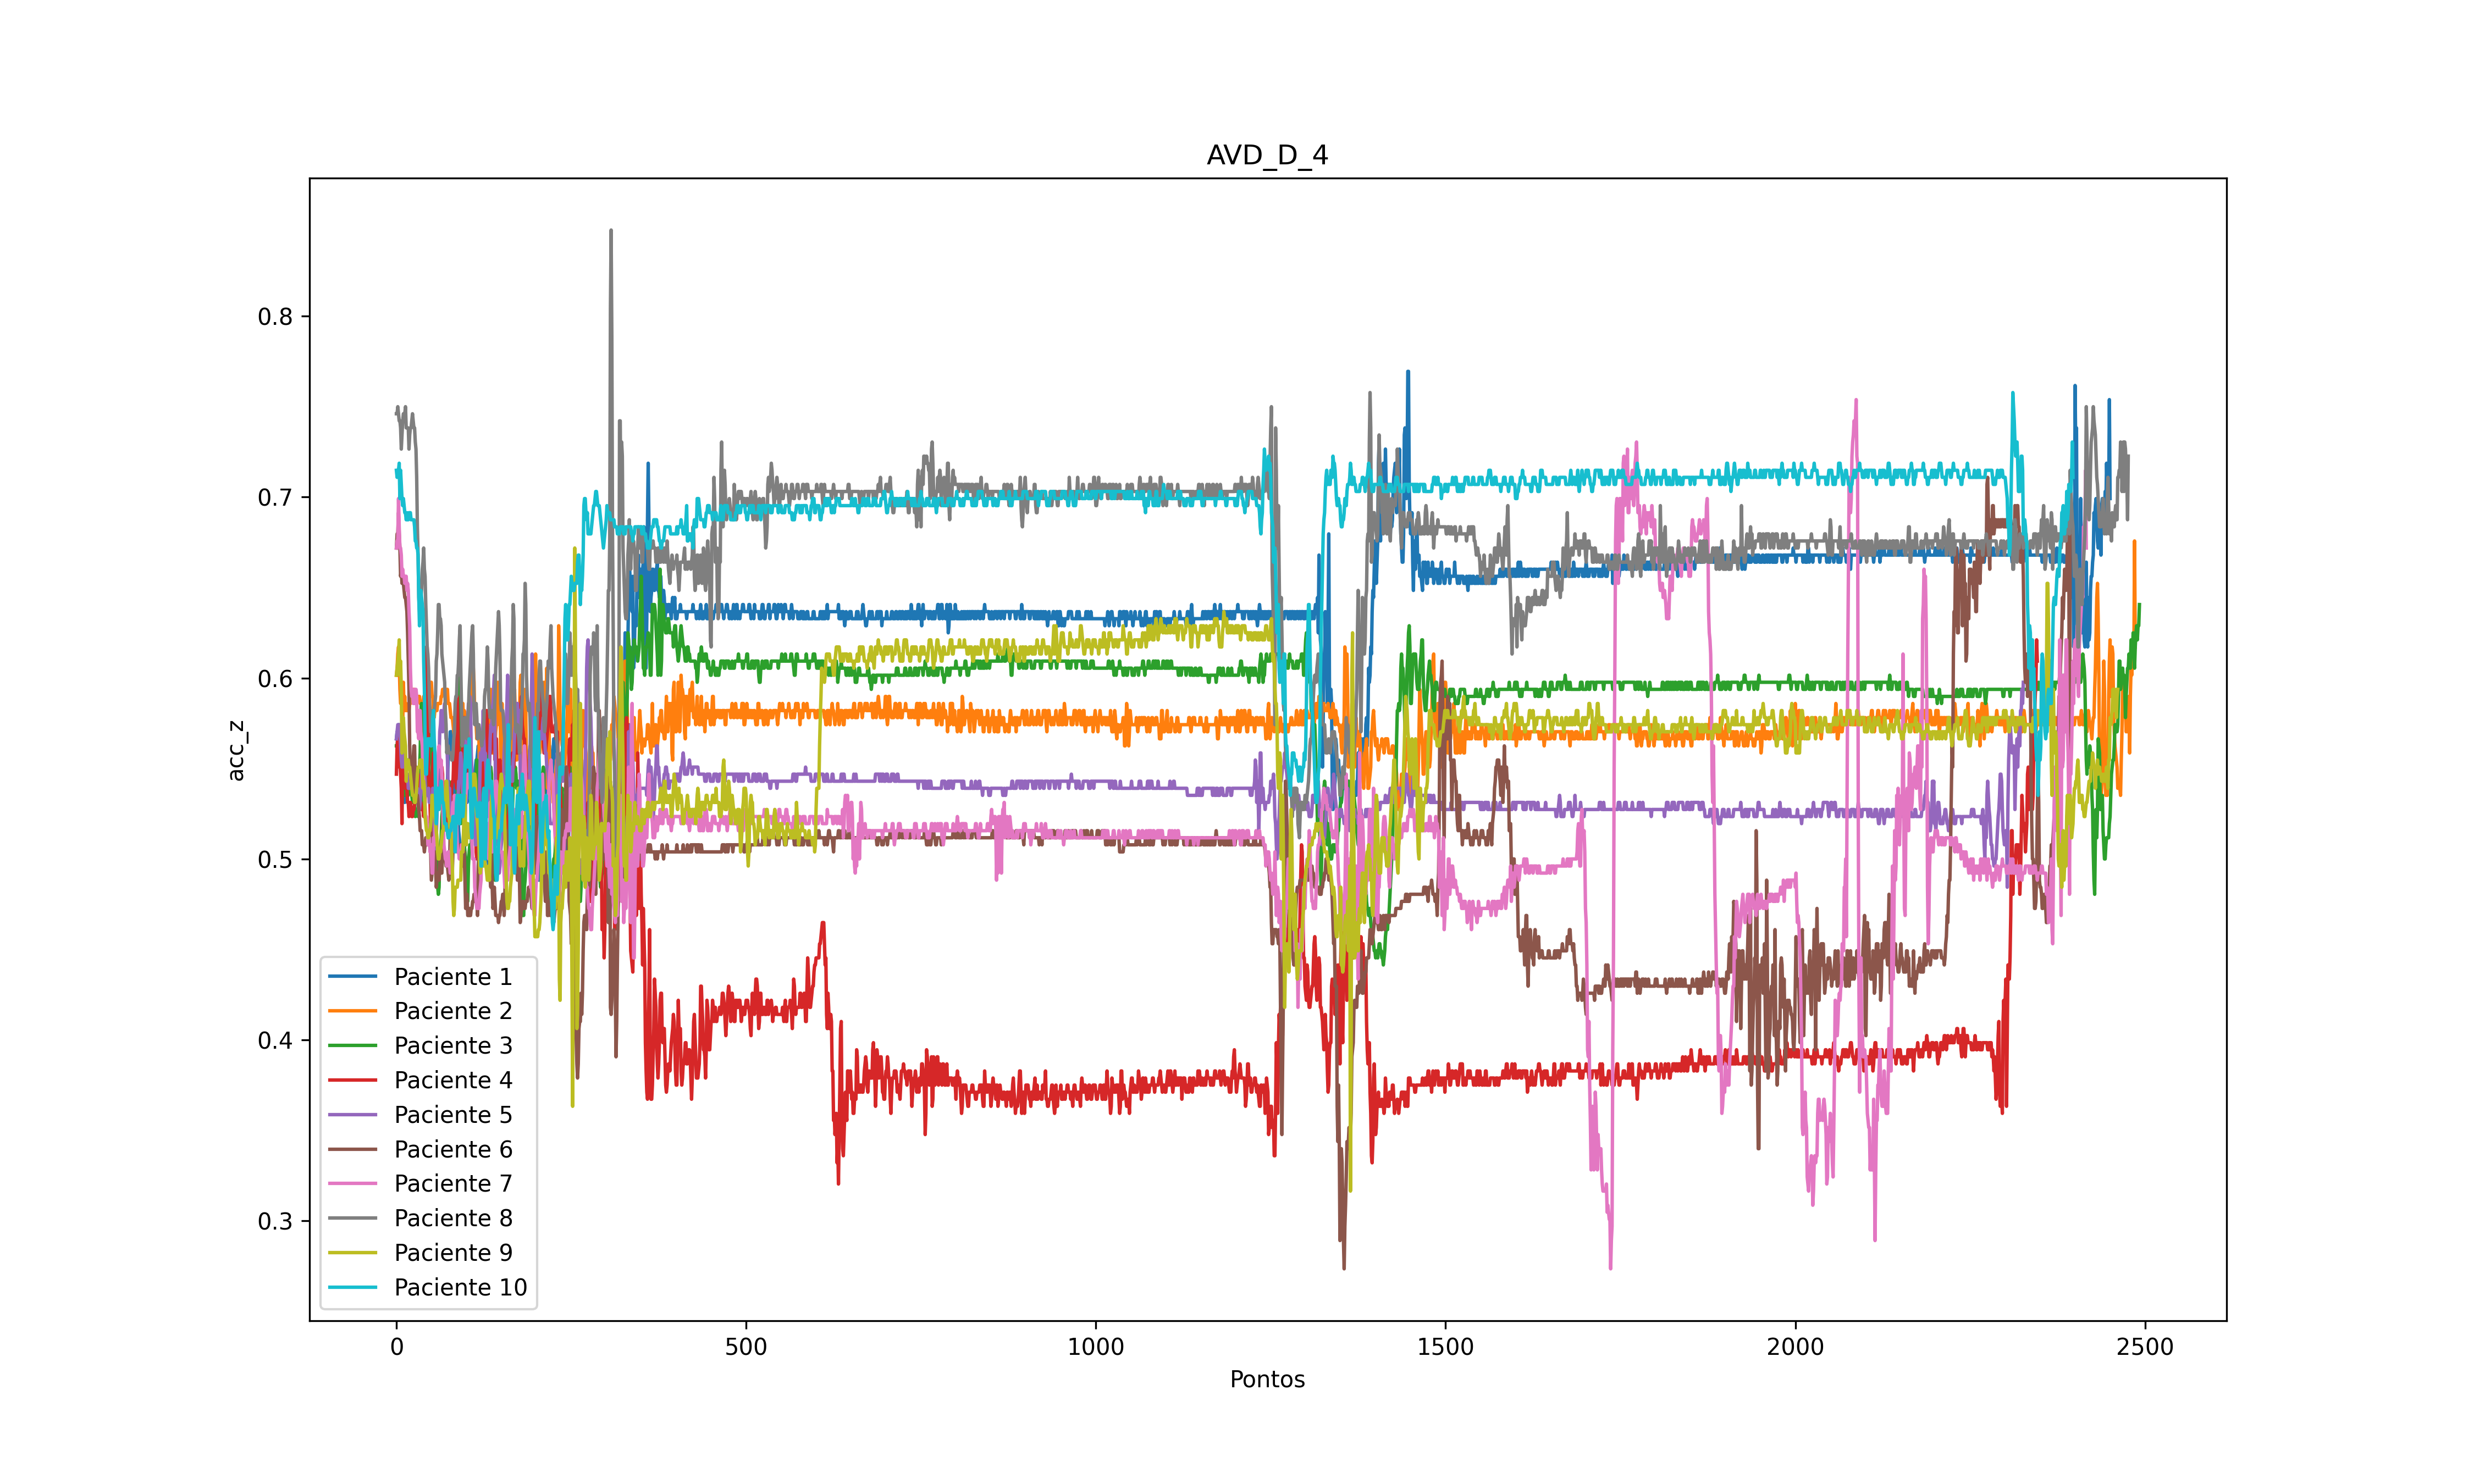 AVD_D_4
acc_z
0.8
0.7
0.6
0.5
0.4
0.3
Paciente 1
Paciente 2
Paciente 3
Paciente 4
Paciente 5
Paciente 6
Paciente 7
Paciente 8
Paciente 9
Paciente 10
0
500
1000
1500
2000
2500
Pontos